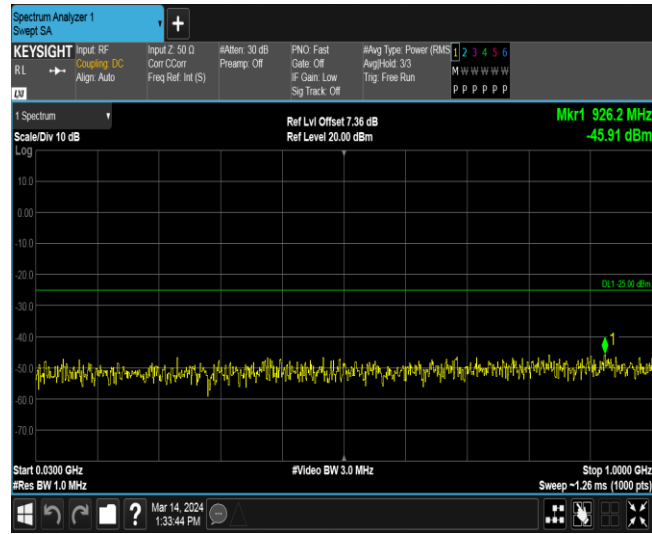 Spectrum Analyzer 1
Swept SA
+
KEYSIGHT
RL
LXI
Input: RF
Coupling: DC
Align: Auto
Input Z: 50 Ω
Corr CCorr
Freq Ref: Int (S)
#Atten: 30 dB
Preamp: Off
PNO: Fast
Gate: Off
IF Gain: Low
Sig Track: Off
#Avg Type: Power (RMS
Avg|Hold: 3/3
Trig: Free Run
1 2 3 4 5 6
M W W W W W
P P P P P P
1 Spectrum
Scale/Div 10 dB
Log
Ref Lvl Offset 7.36 dB
Ref Level 20.00 dBm
Mkr1 926.2 MHz
-45.91 dBm
10.0
0.00
-10.0
-20.0
DL1 -25.00 dBm
-30.0
-40.0
1
-50.0
-60.0
-70.0
Start 0.0300 GHz
#Video BW 3.0 MHz
Stop 1.0000 GHz
#Res BW 1.0 MHz
Sweep ~1.26 ms (1000 pts)
?
Mar 14, 2024
1:33:44 PM